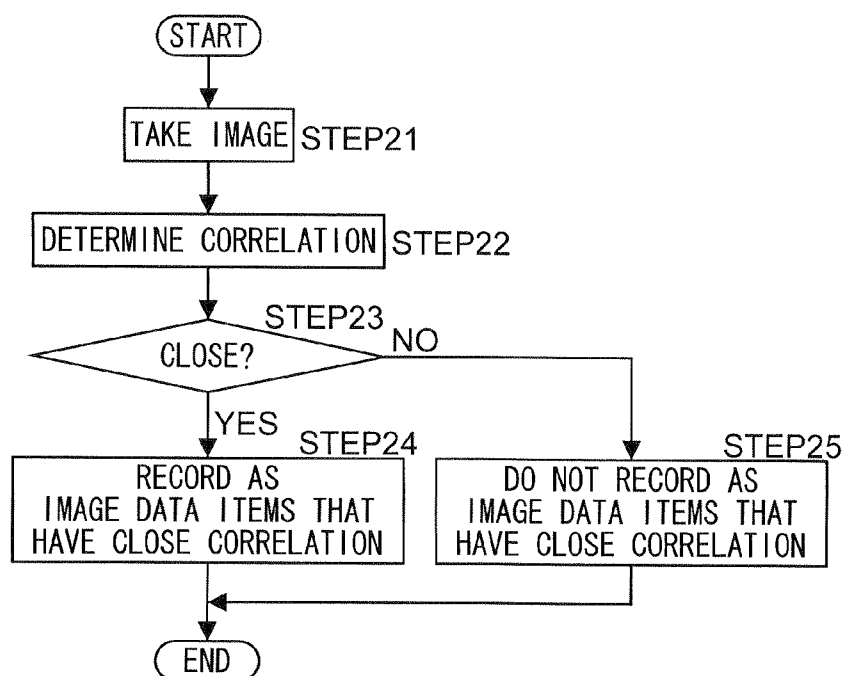 START
TAKE IMAGE
STEP21
DETERMINE CORRELATION
STEP22
STEP23
CLOSE?
NO
YES
STEP24
RECORD AS
IMAGE DATA ITEMS THAT
HAVE CLOSE CORRELATION
STEP25
DO NOT RECORD AS
IMAGE DATA ITEMS THAT
HAVE CLOSE CORRELATION
END